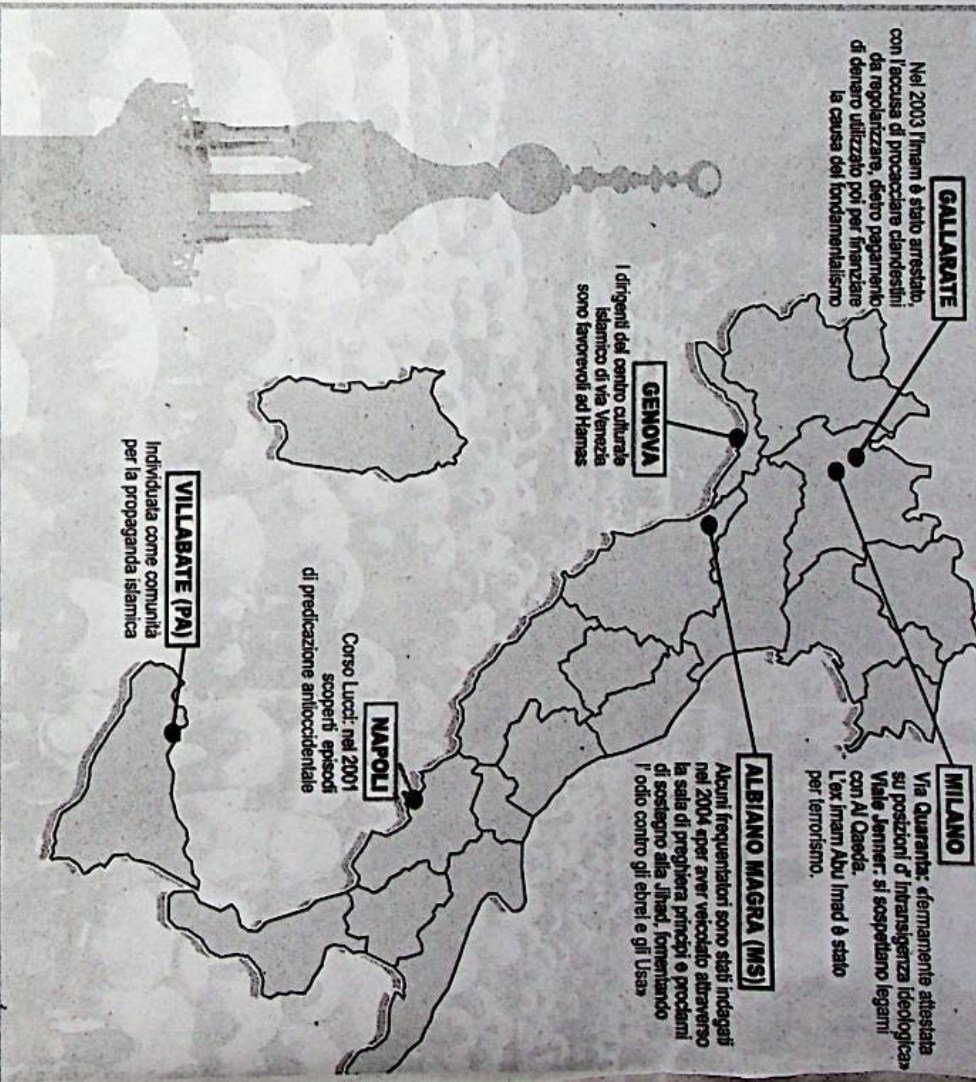 GALLARATE
Nel 2003 l'Imam è stato arrestato,
con l'accusa di procacciare clandestini
da regolarizzare, dietro pagamento
di denaro utilizzato poi per finanziare
la causa del fondamentalismo
MILANO
Via Quaranta: «fermamente attestata
su posizioni d'intransigenza ideologica»
Viale Jenner: si sospettano legami
con Al Qaeda.
L'ex imam Abu Imad è stato
per terrorismo.
GENOVA
I dirigenti del centro culturale
islamico di via Venezia
sono favorevoli ad Hamas
ALBIANO MAGRA (MS)
Alcuni frequentatori sono stati indagati
nel 2004 «per aver veicolato attraverso
la sala di preghiera principi e proclami
di sostegno alla Jihad, fomentando
l'odio contro gli ebrei e gli Usa»
NAPOLI
Corso Lucci: nel 2001
scoperti episodi
di predicazione antioccidentale
VILLABATE (PA)
Individuata come comunità
per la propaganda islamica